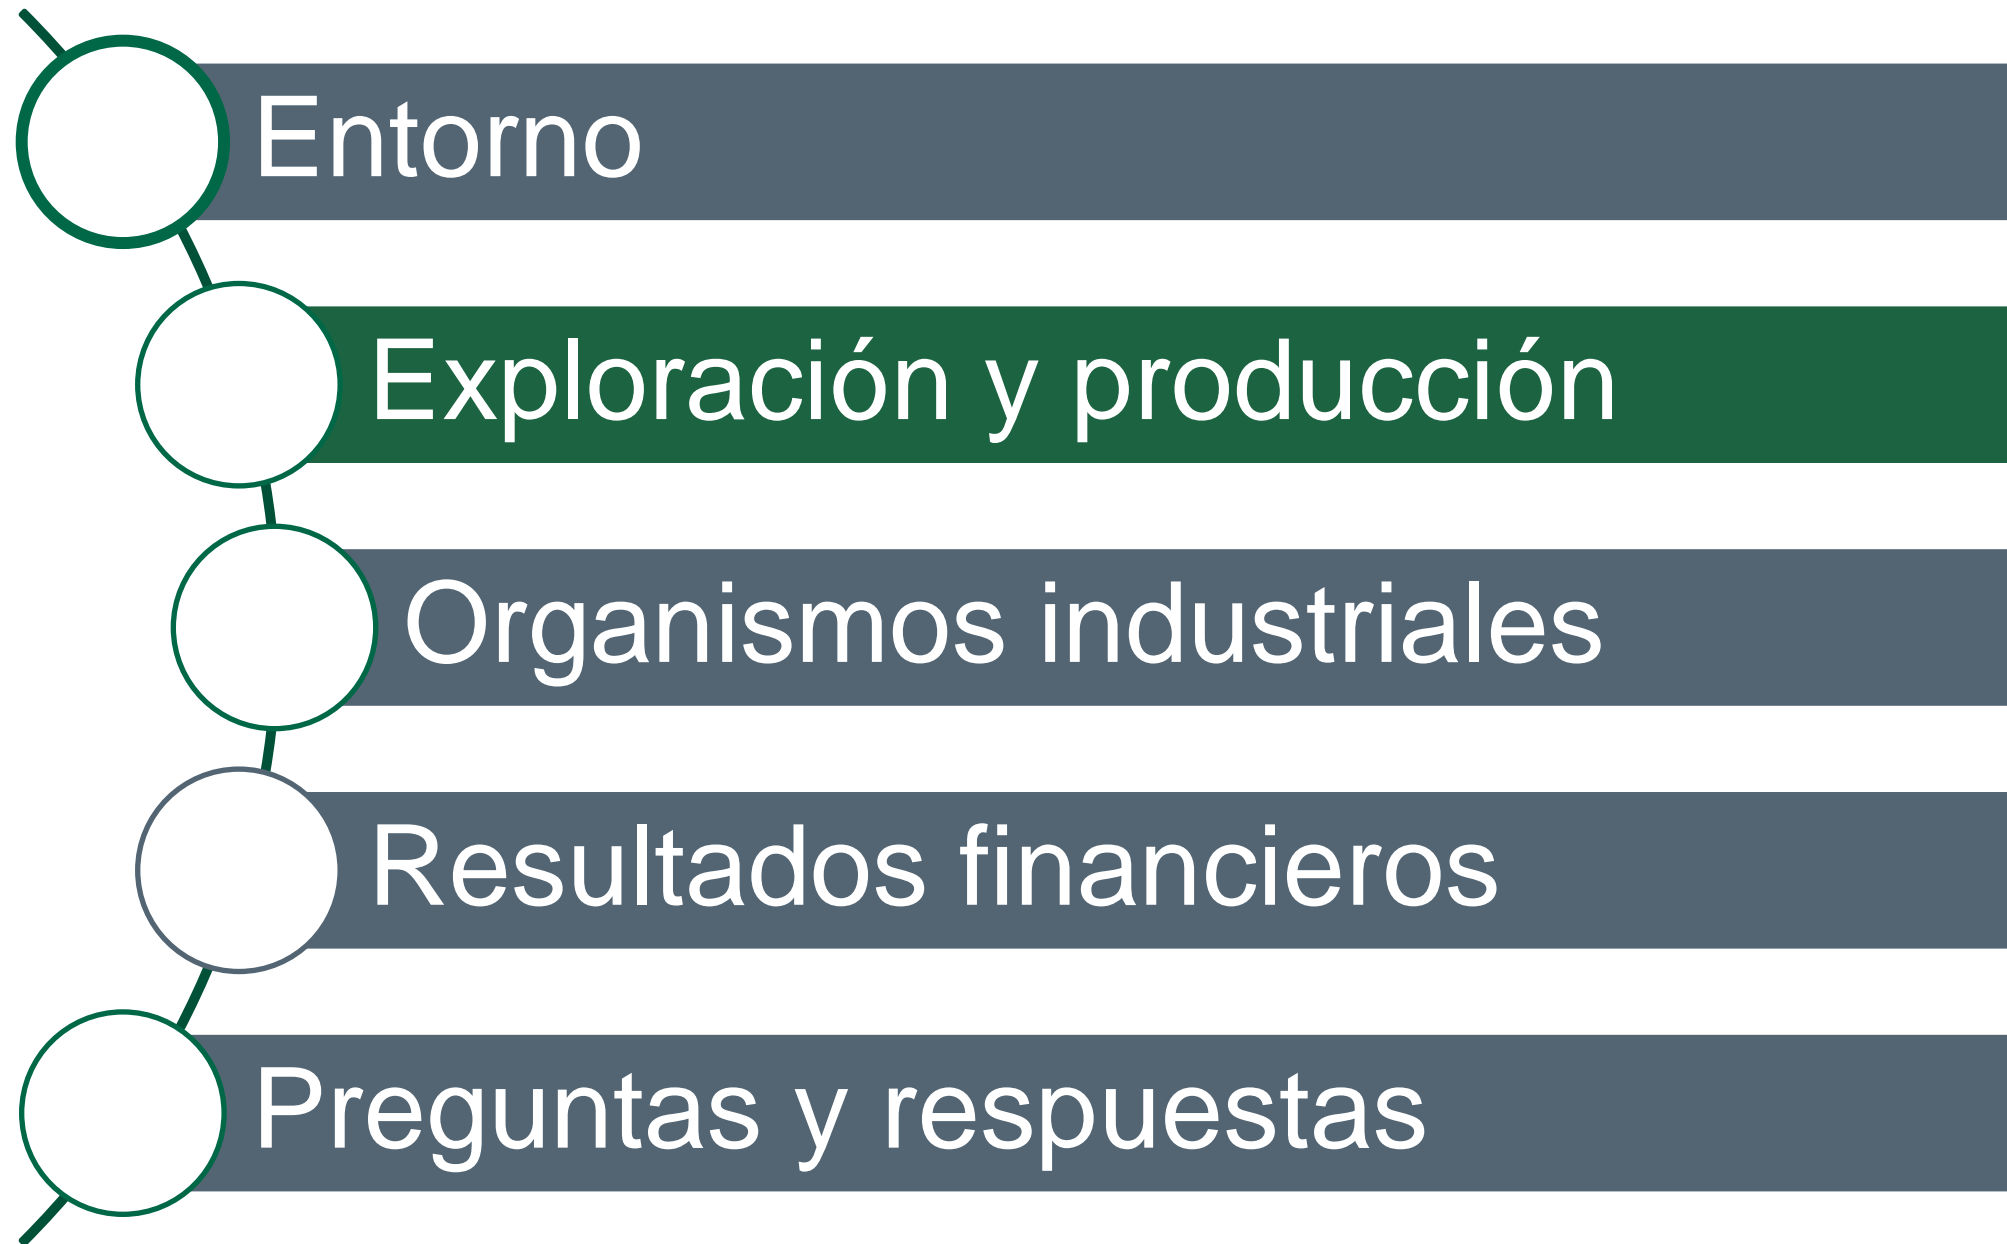 Entorno
Exploración y producción
Organismos industriales
Resultados financieros
Preguntas y respuestas